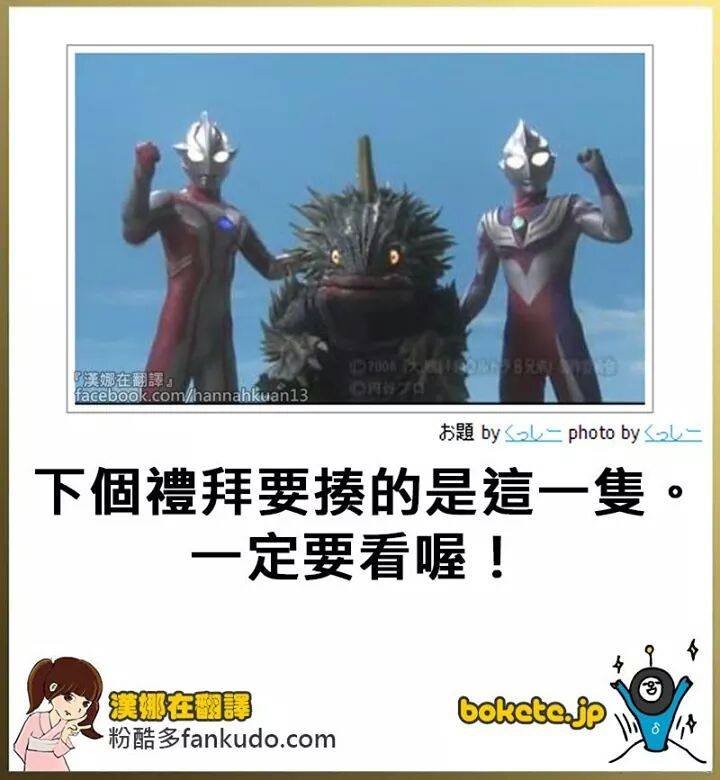 『漢娜在翻譯』
facebook.com/hannahkuan13
©円谷プロ
お題 by くっしー photo by くっしー
下個禮拜要揍的是這一隻。
一定要看喔！
漢娜在翻譯
粉酷多fankudo.com
bokete.jp